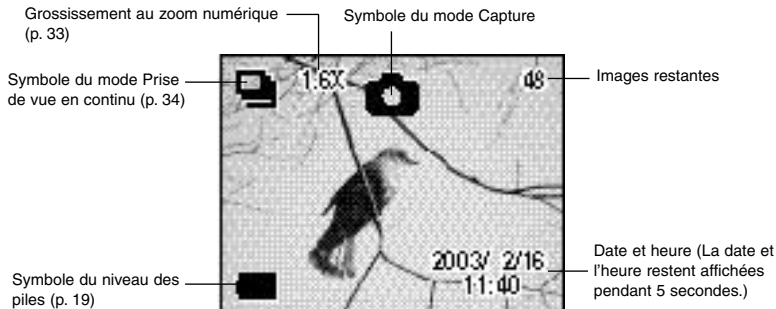 Grossissement au zoom numérique
(p. 33)
Symbole du mode Capture
Symbole du mode Prise
de vue en continu (p. 34)
1.6X
48
Images restantes
2003/ 2/16
11:40
Date et heure (La date et
l'heure restent affichées
pendant 5 secondes.)
Symbole du niveau des
piles (p. 19)